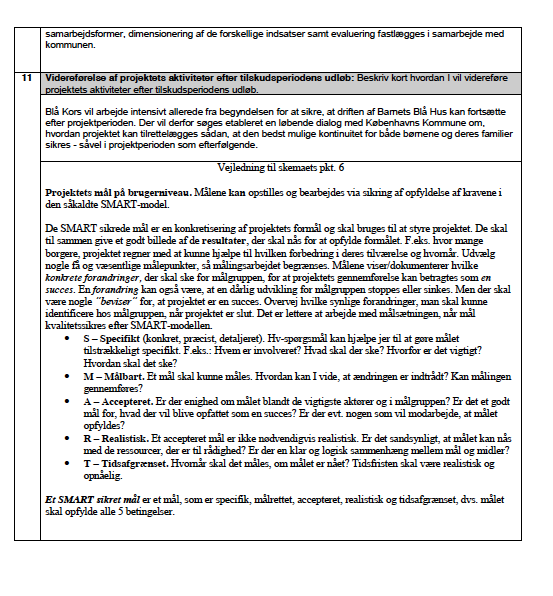 samarbejdsformer, dimensionering af de forskellige indsatser samt evaluering fastlægges i samarbejde med
kommunen.
11 Videreførelse af projektets aktiviteter efter tilskudsperiodens udløb: Beskriv kort hvordan I vil videreføre
projektets aktiviteter efter tilskudsperiodens udløb.
Blå Kors vil arbejde intensivt allerede fra begyndelsen for at sikre, at driften af Barnets Blå Hus kan fortsætte
efter projektperioden. Der vil derfor søges etableret en løbende dialog med Københavns Kommune om,
hvordan projektet kan tilrettelægges sådan, at den bedst mulige kontinuitet for både børnene og deres familier
sikres - såvel i projektperioden som efterfølgende.
Vejledning til skemaets pkt. 6
Projektets mål på brugerniveau. Målene kan opstilles og bearbejdes via sikring af opfyldelse af kravene i
den såkaldte SMART-model.
De SMART sikrede mål er en konkretisering af projektets formål og skal bruges til at styre projektet. De skal
til sammen give et godt billede af de resultater, der skal nås for at opfylde formålet. F.eks. hvor mange
borgere, projektet regner med at kunne hjælpe til hvilken forbedring i deres tilværelse og hvornår. Udvælg
nogle få og væsentlige målepunkter, så målingsarbejdet begrænses. Målene viser/dokumenterer hvilke
konkrete forandringer, der skal ske for målgruppen, for at projektets gennemførelse kan betragtes som en
succes. En forandring kan også være, at en dårlig udvikling for målgruppen stoppes eller sinkes. Men der skal
være nogle "beviser" for, at projektet er en succes. Overvej hvilke synlige forandringer, man skal kunne
identificere hos målgruppen, når projektet er slut. Det er lettere at arbejde med målsætningen, når mål
kvalitetssikres efter SMART-modellen.
• S – Specifikt (konkret, præcist, detaljeret). Hv-spørgsmål kan hjælpe jer til at gøre målet
tilstrækkeligt specifikt. F.eks.: Hvem er involveret? Hvad skal der ske? Hvorfor er det vigtigt?
Hvordan skal det ske?
• M – Målbart. Et mål skal kunne måles. Hvordan kan I vide, at ændringen er indtrådt? Kan målingen
gennemføres?
• A – Accepteret. Er der enighed om målet blandt de vigtigste aktører og i målgruppen? Er det et godt
mål for, hvad der vil blive opfattet som en succes? Er der evt. nogen som vil modarbejde, at målet
opfyldes?
• R – Realistisk. Et accepteret mål er ikke nødvendigvis realistisk. Er det sandsynligt, at målet kan nås
med de ressourcer, der er til rådighed? Er der en klar og logisk sammenhæng mellem mål og midler?
• T – Tidsafgrænset. Hvornår skal det måles, om målet er nået? Tidsfristen skal være realistisk og
opnåelig.
Et SMART sikret mål er et mål, som er specifik, målrettet, accepteret, realistisk og tidsafgrænset, dvs. målet
skal opfylde alle 5 betingelser.